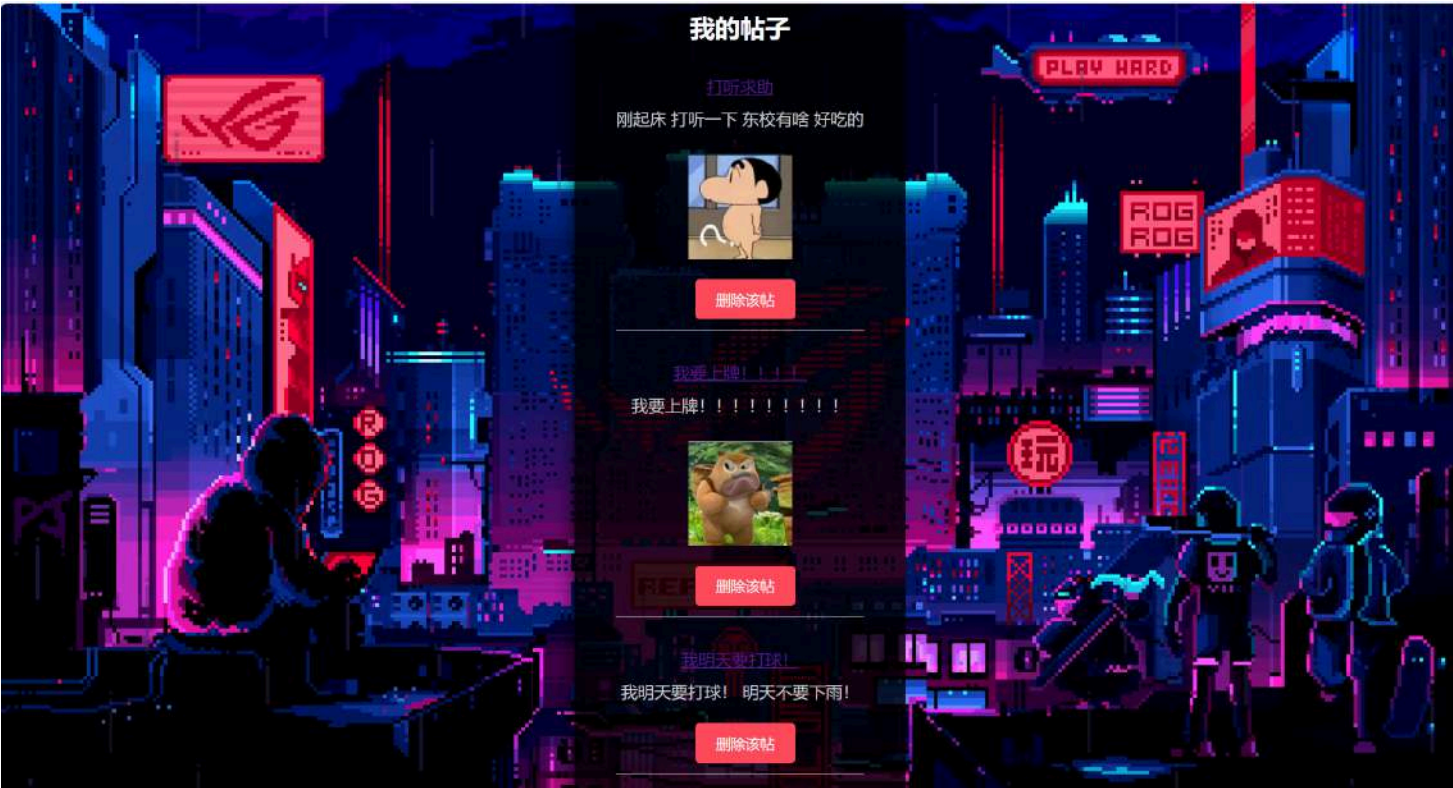 我的帖子
打听求助
刚起床 打听一下 东校有啥 好吃的
删除该帖
我要上牌！！！！
我要上牌！！！！！！！！！
删除该帖
我明天要打球！
我明天要打球！ 明天不要下雨！
删除该帖
PLAY HARD
ROG
ROG
R
O
G
玩